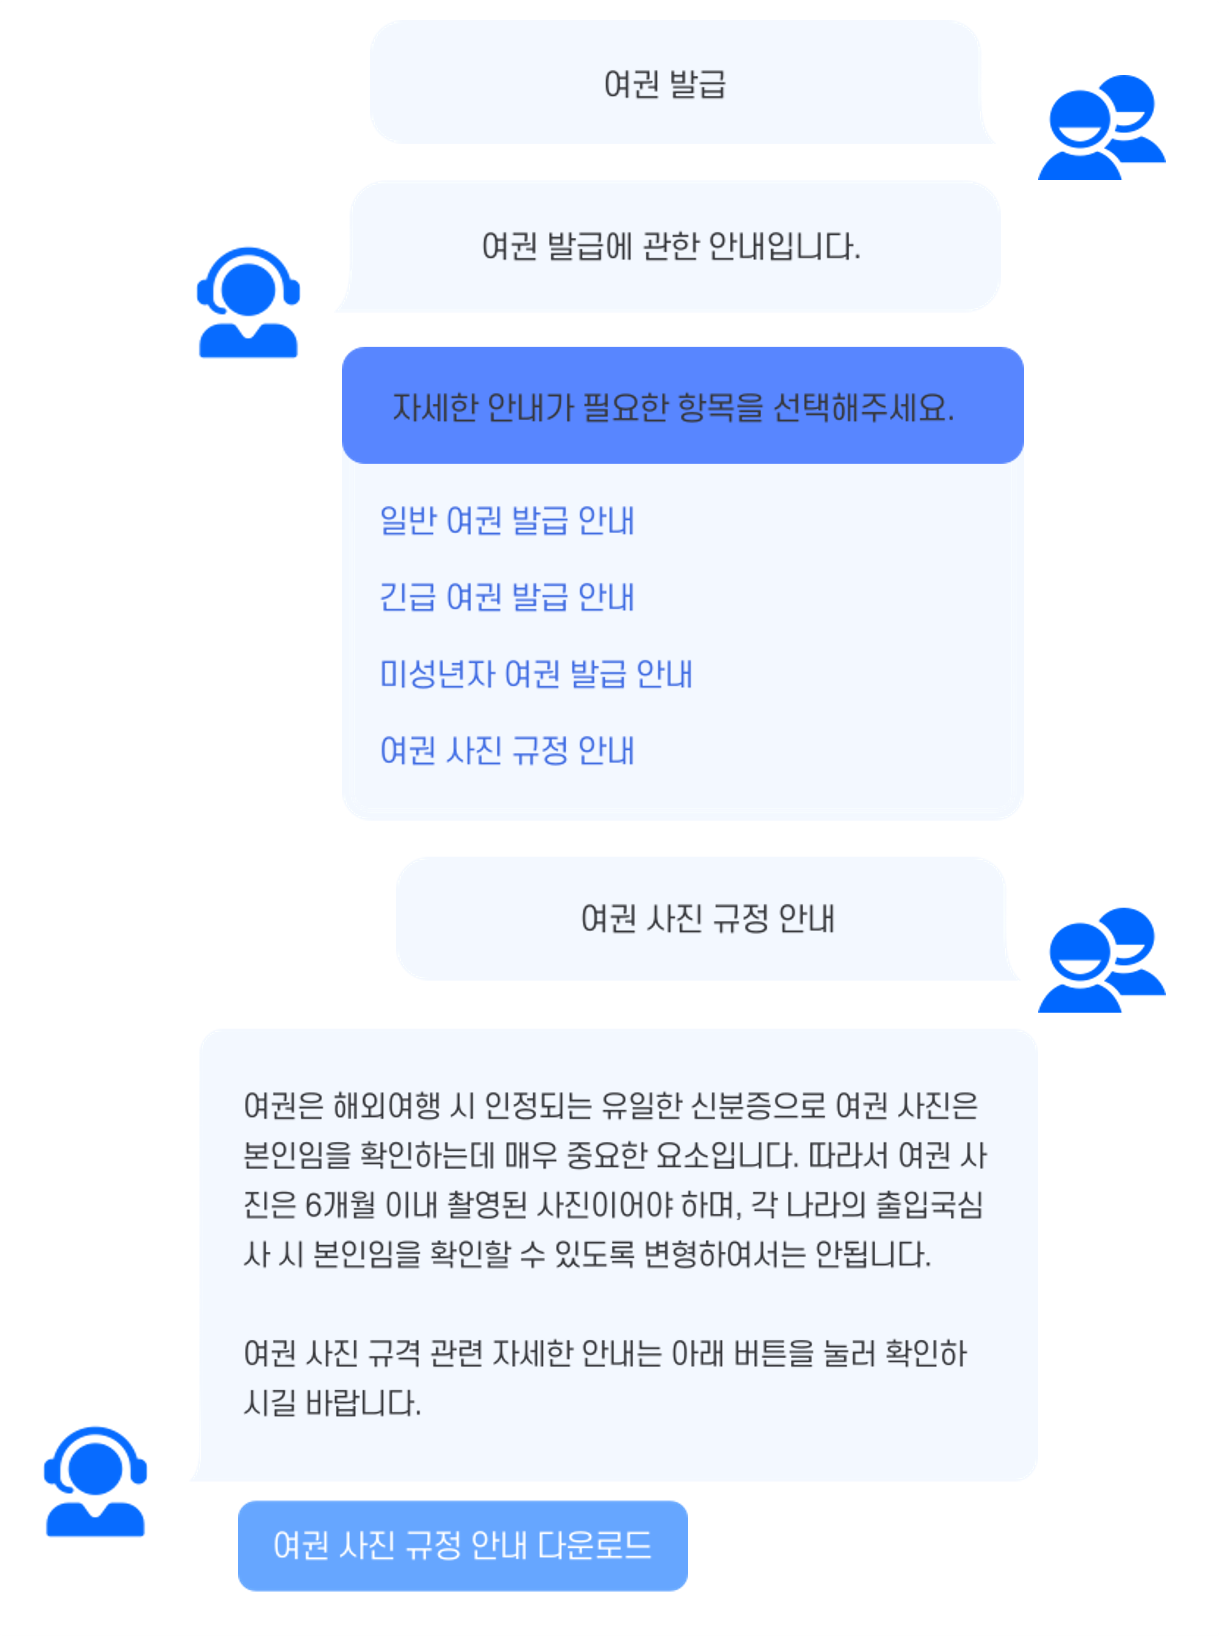 여권 발급
여권 발급에 관한 안내입니다.
자세한 안내가 필요한 항목을 선택해주세요.
일반 여권 발급 안내
긴급 여권 발급 안내
미성년자 여권 발급 안내
여권 사진 규정 안내
여권 사진 규정 안내
여권은 해외여행 시 인정되는 유일한 신분증으로 여권 사진은
본인임을 확인하는데 매우 중요한 요소입니다. 따라서 여권 사
진은 6개월 이내 촬영된 사진이어야 하며, 각 나라의 출입국심
사 시 본인임을 확인할 수 있도록 변형하여서는 안됩니다.
여권 사진 규격 관련 자세한 안내는 아래 버튼을 눌러 확인하
시길 바랍니다.
여권 사진 규정 안내 다운로드